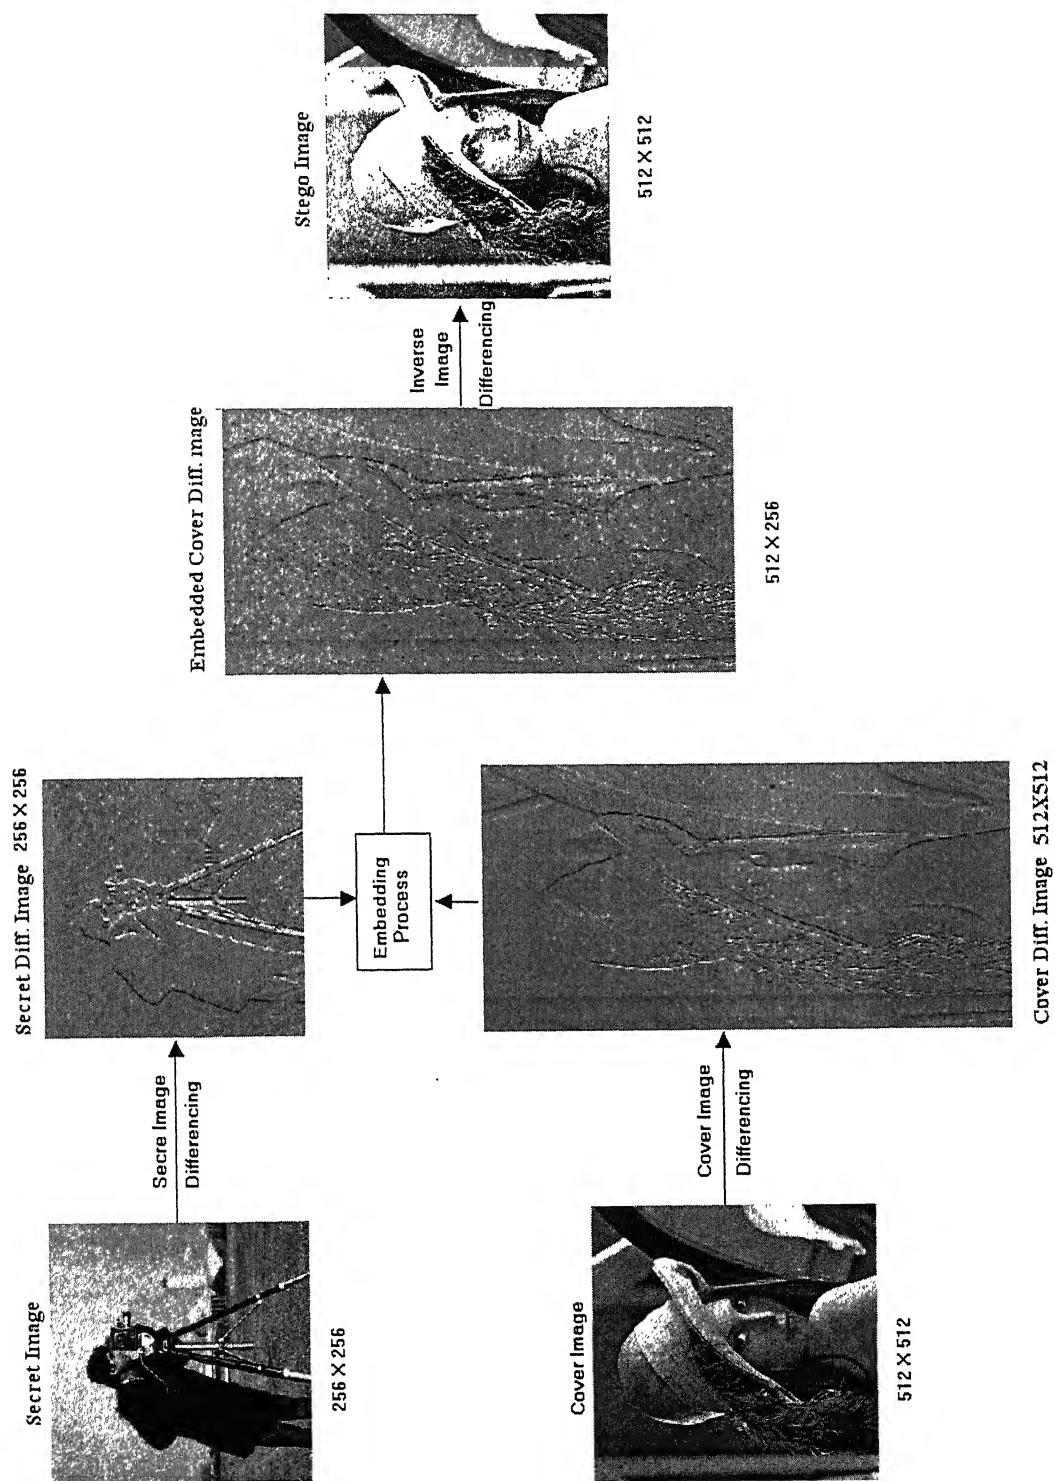 Secret Image
256 X 256
Secre Image
Differencing
Secret Diff. Image 256 X 256
Embedding
Process
Cover Image
512 X 512
Cover Image
Differencing
Cover Diff. Image 512X512
Embedded Cover Diff. mage
512 X 256
Inverse
Image
Differencing
Stego Image
512 X 512